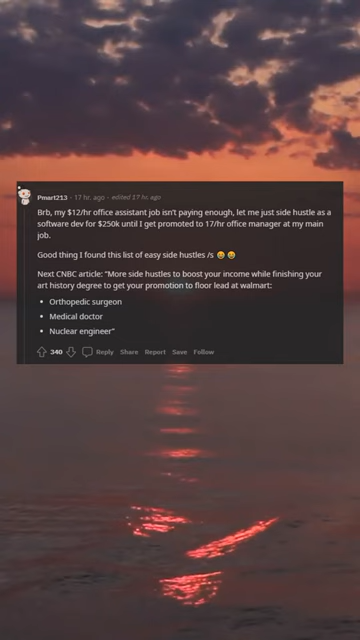 Pmart213 · 17 hr. ago · edited 17 hr. ago
Brb, my $12/hr office assistant job isn't paying enough, let me just side hustle as a
software dev for $250k until I get promoted to 17/hr office manager at my main
job.
Good thing I found this list of easy side hustles /s 😆 😆
Next CNBC article: "More side hustles to boost your income while finishing your
art history degree to get your promotion to floor lead at walmart:
• Orthopedic surgeon
• Medical doctor
• Nuclear engineer"
340 Reply Share Report Save Follow